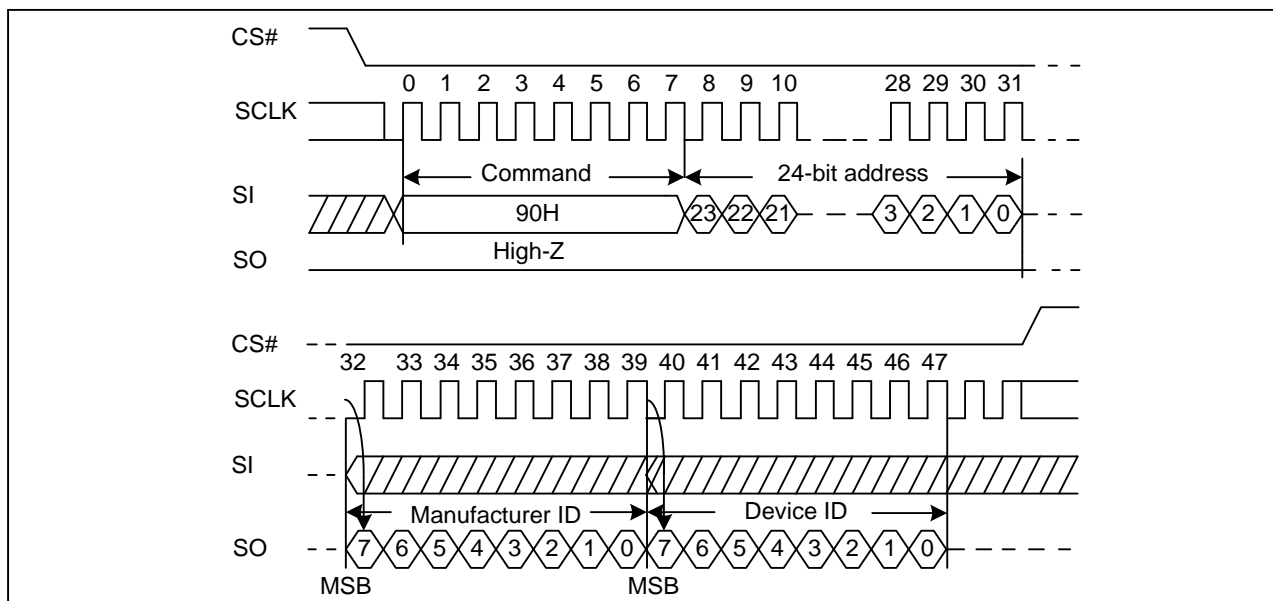 CS#
0 1 2 3 4 5 6 7 8 9 10 28 29 30 31
SCLK
Command 24-bit address
SI
90H 23 22 21 3 2 1 0
High-Z
SO
CS#
32 33 34 35 36 37 38 39 40 41 42 43 44 45 46 47
SCLK
SI
Manufacturer ID Device ID
SO 7 6 5 4 3 2 1 0 7 6 5 4 3 2 1 0
MSB MSB